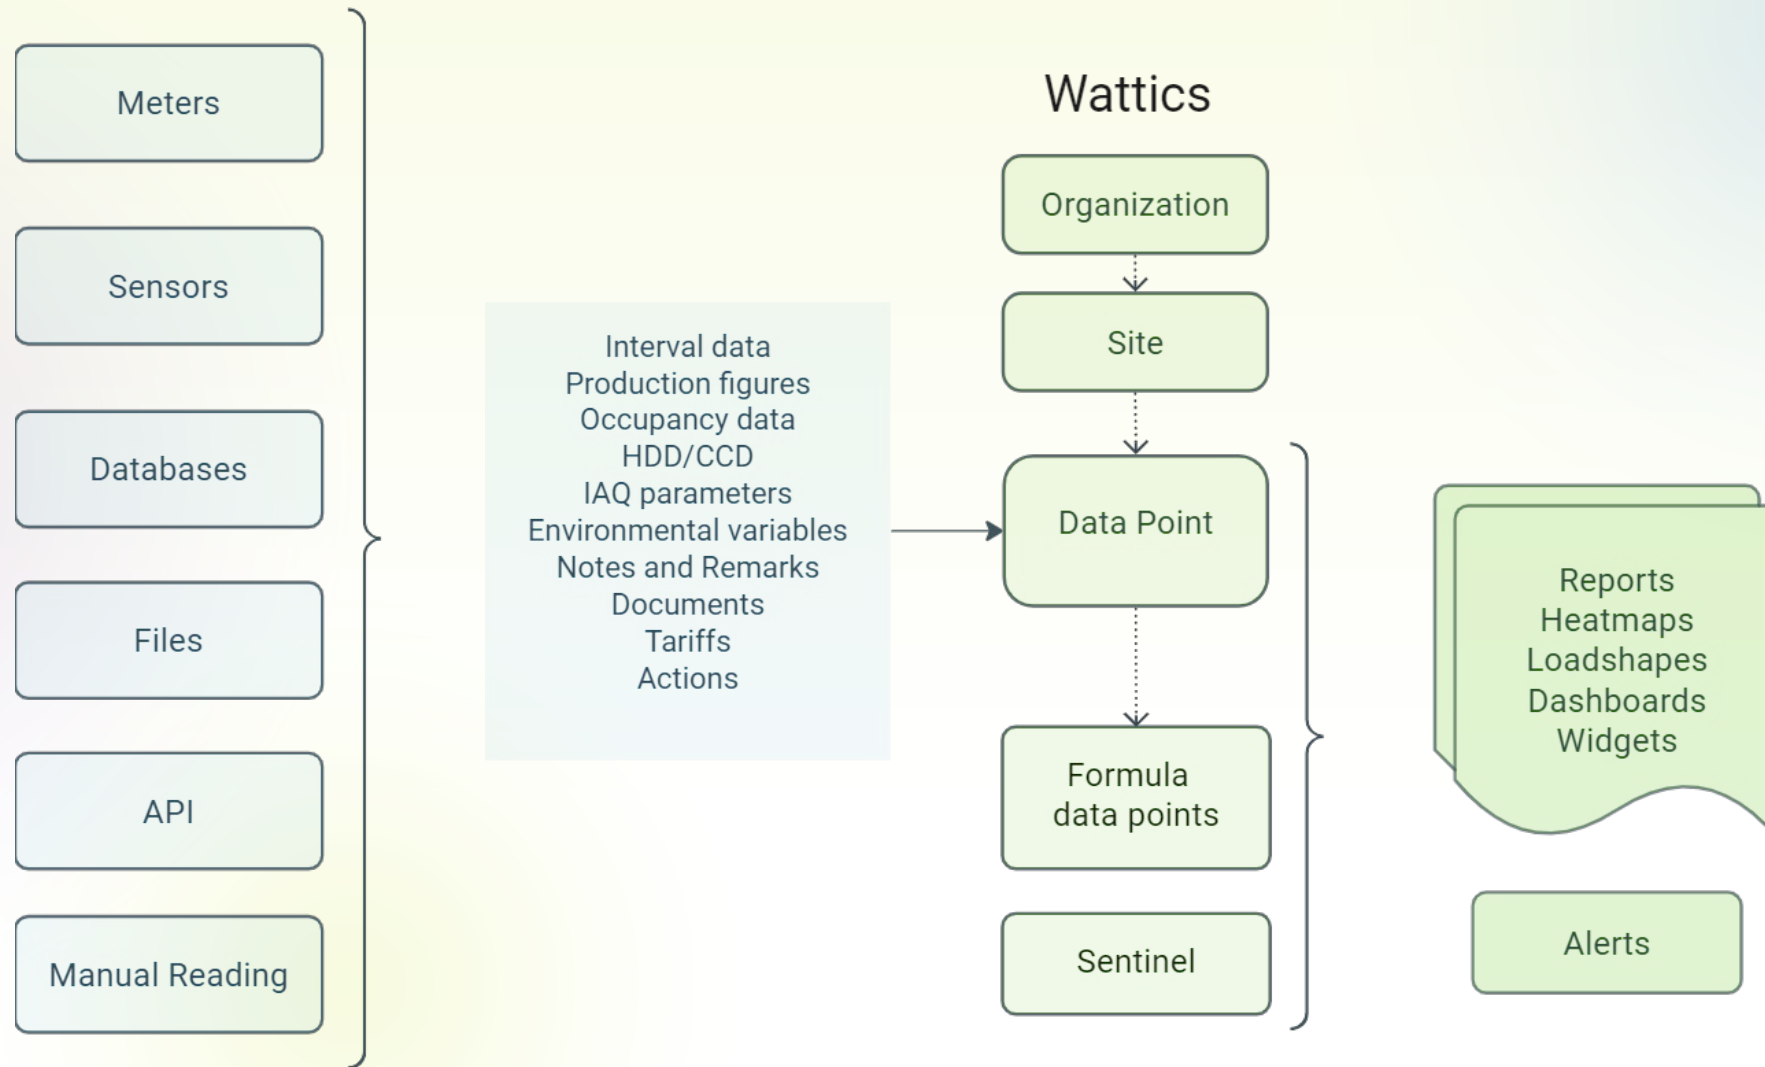 Meters
Sensors
Databases
Files
API
Manual Reading
Interval data
Production figures
Occupancy data
HDD/CCD
IAQ parameters
Environmental variables
Notes and Remarks
Documents
Tariffs
Actions
Wattics
Organization
Site
Data Point
Formula
data points
Sentinel
Reports
Heatmaps
Loadshapes
Dashboards
Widgets
Alerts